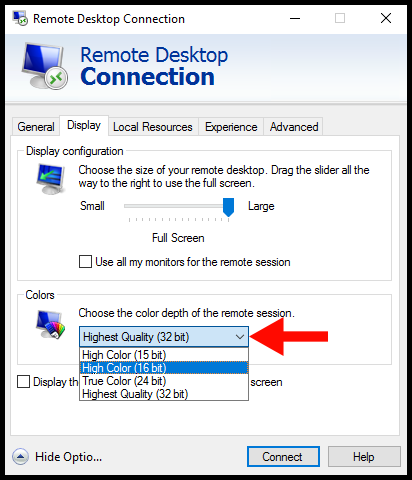 Remote Desktop Connection
Remote Desktop
Connection
General Display Local Resources Experience Advanced
Display configuration
Choose the size of your remote desktop. Drag the slider all the
way to the right to use the full screen.
Small Large
Full Screen
Use all my monitors for the remote session
Colors
Choose the color depth of the remote session.
Highest Quality (32 bit)
High Color (15 bit)
High Color (16 bit)
True Color (24 bit)
Highest Quality (32 bit)
Display th screen
Hide Optio...
Connect
Help